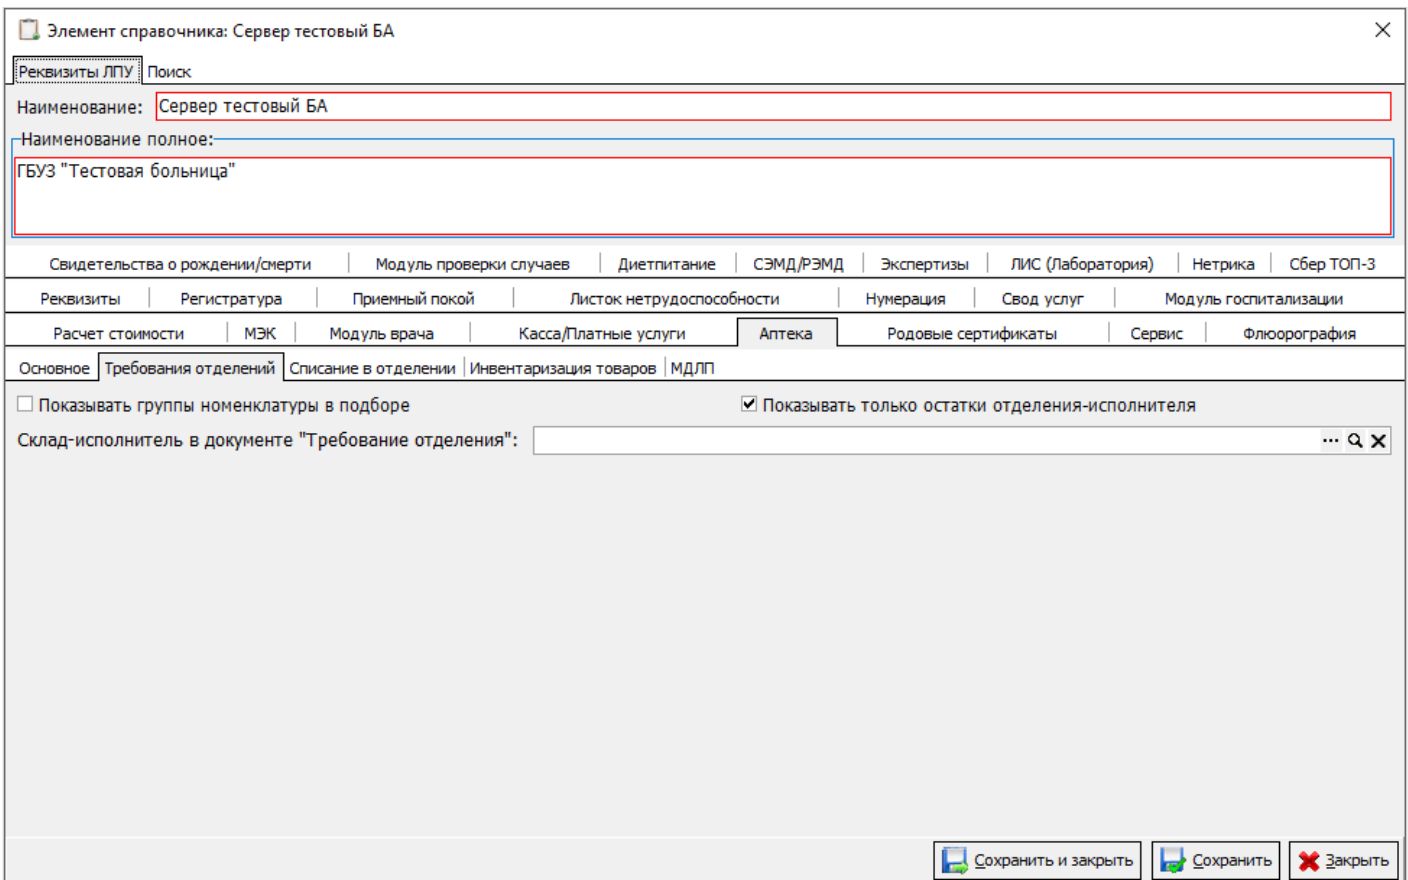 Элемент справочника: Сервер тестовый БА
Реквизиты ЛПУ Поиск
Наименование: Сервер тестовый БА
Наименование полное:
ГБУЗ "Тестовая больница"
Свидетельства о рождении/смерти Модуль проверки случаев Диетпитание СЭМД/РЭМД Экспертизы ЛИС (Лаборатория) Нетрика Сбер ТОП-3
Реквизиты Регистратура Приемный покой Листок нетрудоспособности Нумерация Свод услуг Модуль госпитализации
Расчет стоимости МЭК Модуль врача Касса/Платные услуги Аптека Родовые сертификаты Сервис Флюорография
Основное Требования отделений Списание в отделении Инвентаризация товаров МДЛП
Показывать группы номенклатуры в подборе Показывать только остатки отделения-исполнителя
Склад-исполнитель в документе "Требование отделения":
Сохранить и закрыть Сохранить Закрыть